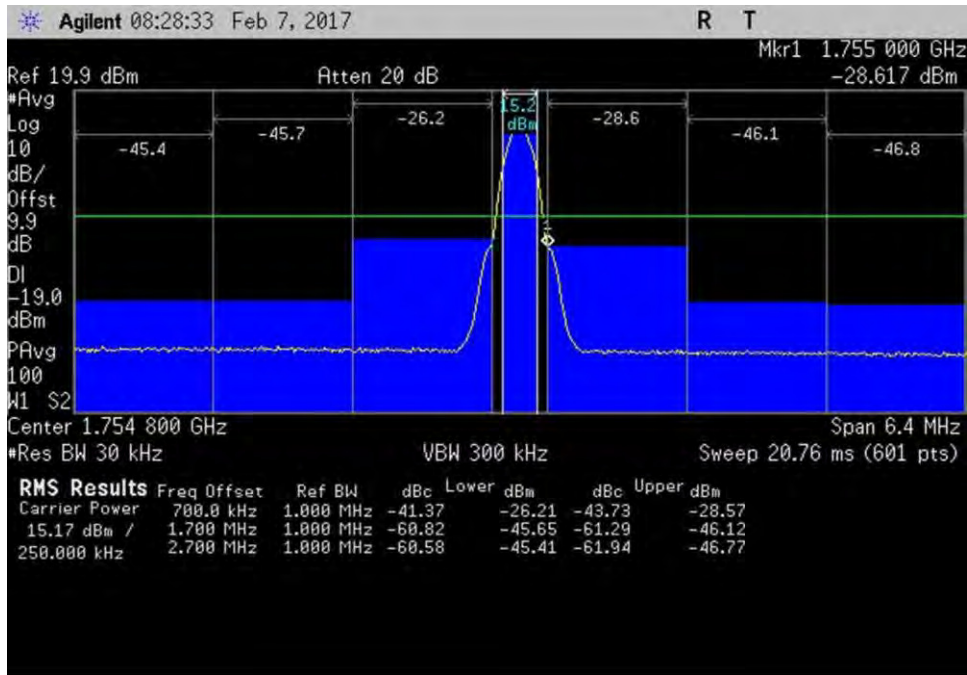 Agilent 08:28:33 Feb 7, 2017 R T
Mkr1 1.755 000 GHz
Ref 19.9 dBm Atten 20 dB -28.617 dBm
#Avg
Log
10
dB/
Offst
9.9
dB
DI
-19.0
dBm
PAvg
100
W1 S2
-45.4 -45.7 -26.2 15.2 dBm -28.6 -46.1 -46.8
1
Center 1.754 800 GHz Span 6.4 MHz
#Res BW 30 kHz VBW 300 kHz Sweep 20.76 ms (601 pts)
RMS Results Freq Offset Ref BW dBc Lower dBm dBc Upper dBm
Carrier Power 700.0 kHz 1.000 MHz -41.37 -26.21 -43.73 -28.57
15.17 dBm / 1.700 MHz 1.000 MHz -60.82 -45.65 -61.29 -46.12
250.000 kHz 2.700 MHz 1.000 MHz -60.58 -45.41 -61.94 -46.77